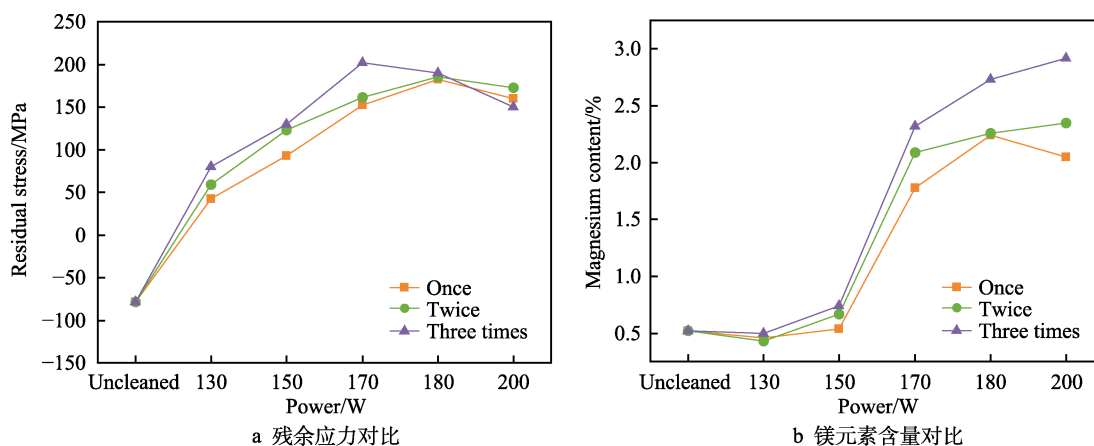 250
200
150
100
50
0
−50
−100
−150
Residual stress/MPa
Once
Twice
Three times
Uncleaned 130 150 170 180 200
Power/W
a 残余应力对比
3.0
2.5
2.0
1.5
1.0
0.5
Magnesium content/%
Once
Twice
Three times
Uncleaned 130 150 170 180 200
Power/W
b 镁元素含量对比